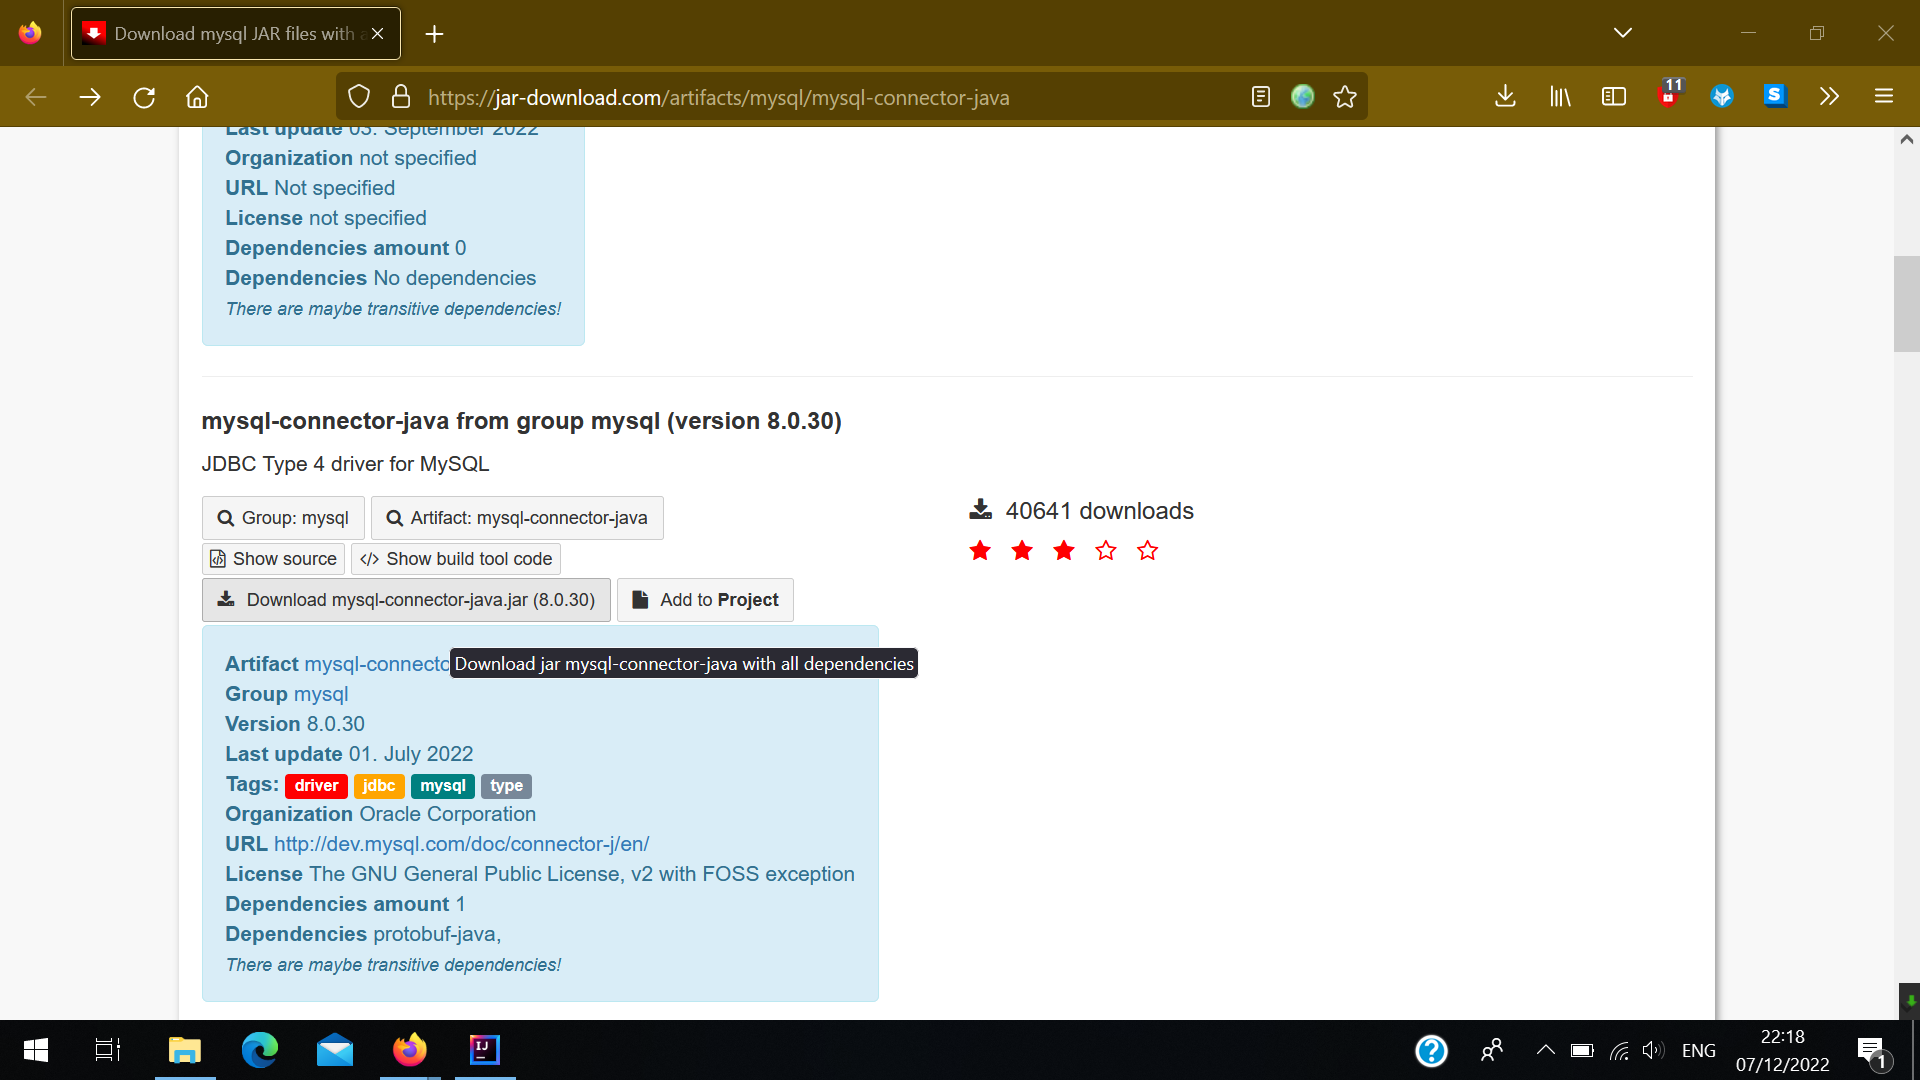 Download mysql JAR files with a
https://jar-download.com/artifacts/mysql/mysql-connector-java
11
S
Last update 03. September 2022
Organization not specified
URL Not specified
License not specified
Dependencies amount 0
Dependencies No dependencies
There are maybe transitive dependencies!
mysql-connector-java from group mysql (version 8.0.30)
JDBC Type 4 driver for MySQL
Group: mysql
Artifact: mysql-connector-java
40641 downloads
Show source
</> Show build tool code
Download mysql-connector-java.jar (8.0.30)
Add to Project
Artifact mysql-connecto
Download jar mysql-connector-java with all dependencies
Group mysql
Version 8.0.30
Last update 01. July 2022
Tags: driver jdbc mysql type
Organization Oracle Corporation
URL http://dev.mysql.com/doc/connector-j/en/
License The GNU General Public License, v2 with FOSS exception
Dependencies amount 1
Dependencies protobuf-java,
There are maybe transitive dependencies!
IJ
?
ENG
22:18
07/12/2022
1